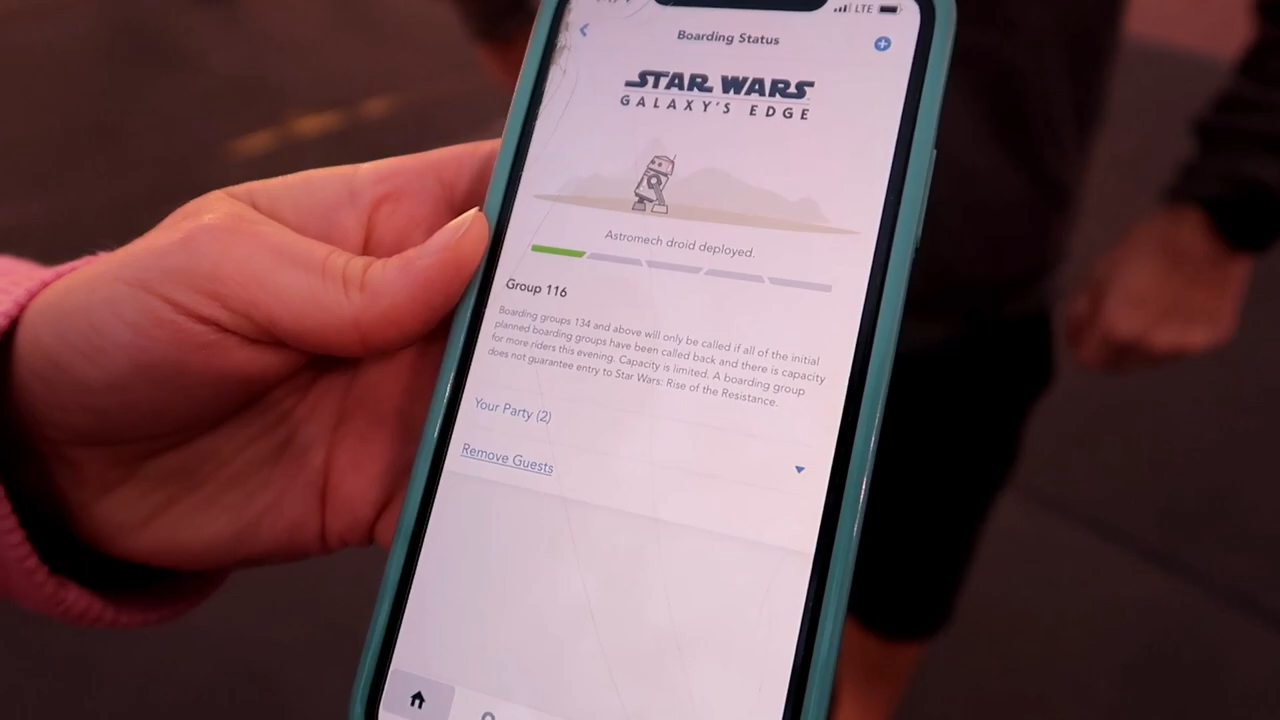 LTE
Boarding Status
STAR WARS
GALAXY'S EDGE
Astromech droid deployed.
Group 116
Boarding groups 134 and above will only be called if all of the initial
planned boarding groups have been called back and there is capacity
for more riders this evening. Capacity is limited. A boarding group
does not guarantee entry to Star Wars: Rise of the Resistance.
Your Party (2)
Remove Guests